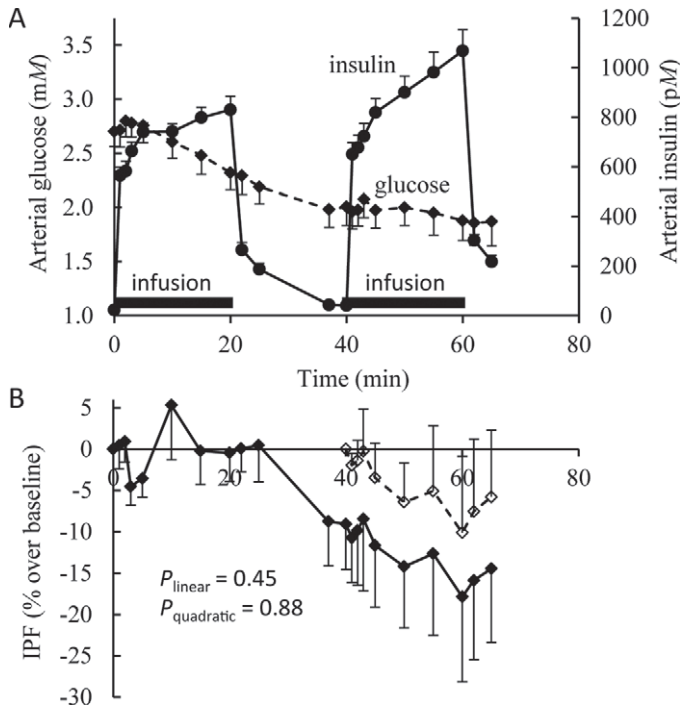 A
3.5
3.0
2.5
2.0
1.5
1.0
Arterial glucose (mM)
1200
1000
800
600
400
200
0
Arterial insulin (pM)
insulin
glucose
infusion
infusion
0
20
40
60
80
Time (min)
B
5
0
-5
-10
-15
-20
-25
-30
IPF (% over baseline)
0
20
40
60
80
Plinear = 0.45
Pquadratic = 0.88